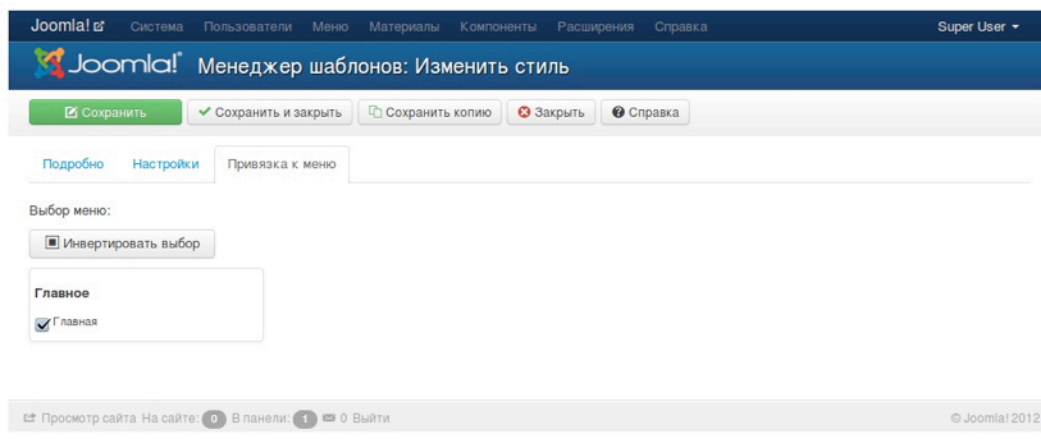 Joomla! Система Пользователи Меню Материалы Компоненты Расширения Справка Super User
Joomla! Менеджер шаблонов: Изменить стиль
Сохранить Сохранить и закрыть Сохранить копию Закрыть Справка
Подробно Настройки Привязка к меню
Выбор меню:
Инвертировать выбор
Главное
Главная
Просмотр сайта На сайте: 0 В панели: 1 0 Выйти © Joomla! 2012